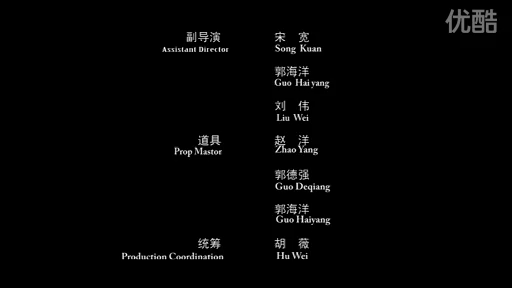 优酷
副导演 宋 宽
Assistant Director Song Kuan
郭海洋
Guo Hai yang
刘 伟
Liu Wei
道具 赵 洋
Prop Mastor Zhao Yang
郭德强
Guo Deqiang
郭海洋
Guo Haiyang
统筹 胡 薇
Production Coordination Hu Wei